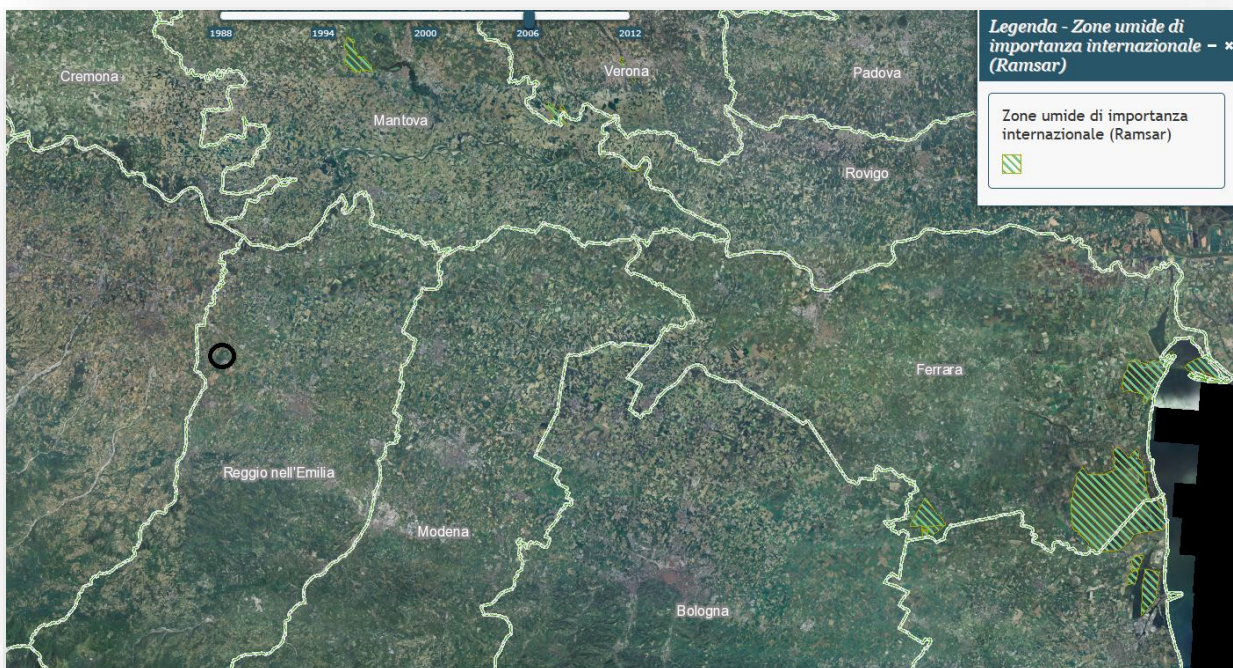 1988 1994 2000 2006 2012
Legenda - Zone umide di
importanza internazionale – ×
(Ramsar)
Zone umide di importanza
internazionale (Ramsar)
Cremona
Verona
Padova
Mantova
Rovigo
Ferrara
Reggio nell'Emilia
Modena
Bologna